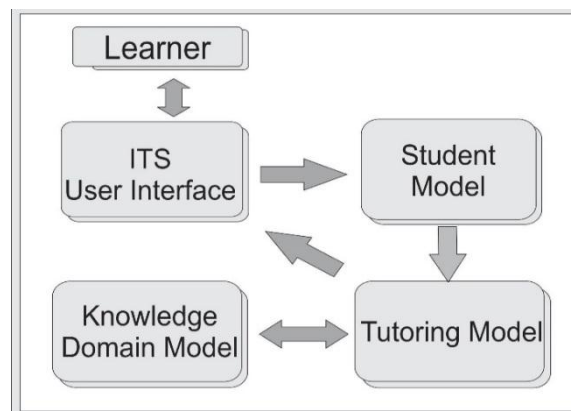 Learner
ITS
User Interface
Student
Model
Knowledge
Domain Model
Tutoring Model